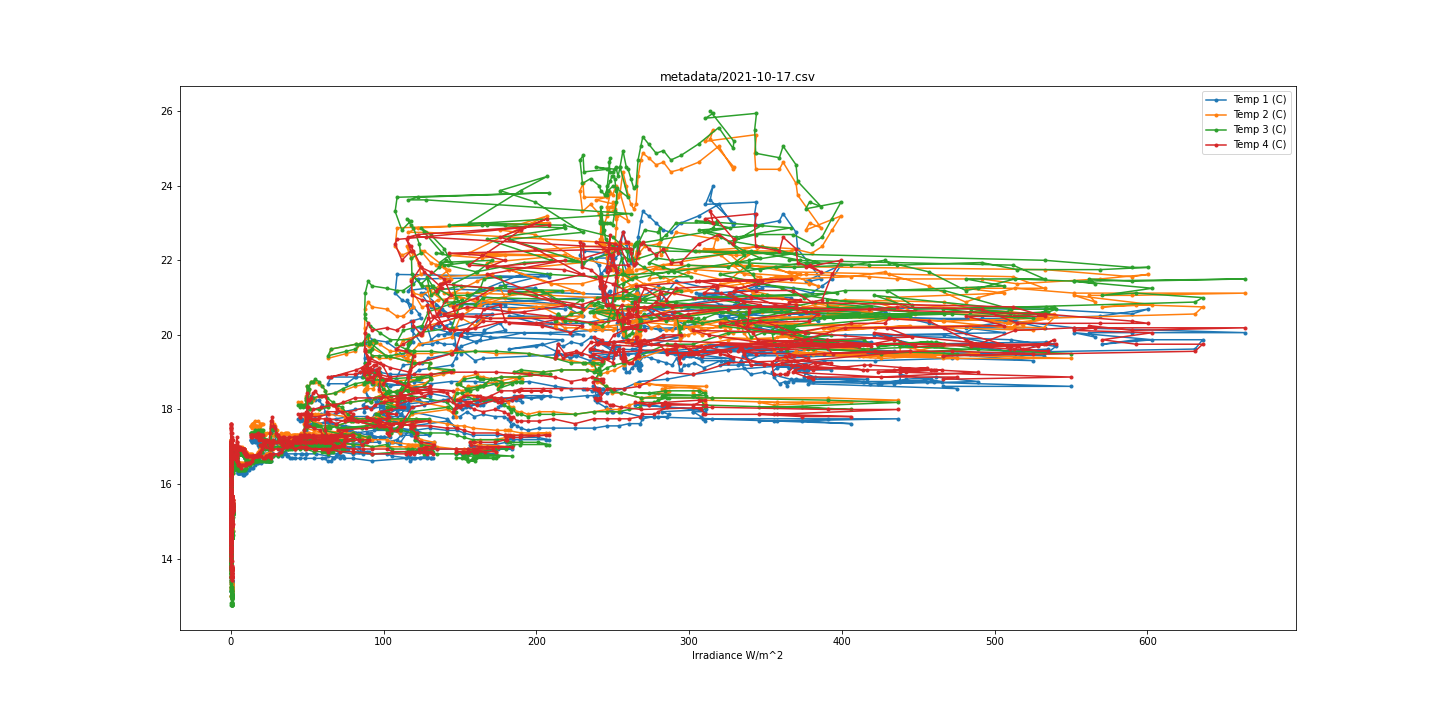 metadata/2021-10-17.csv
Temp 1 (C)
Temp 2 (C)
Temp 3 (C)
Temp 4 (C)
26
24
22
20
18
16
14
0 100 200 300 400 500 600
Irradiance W/m^2